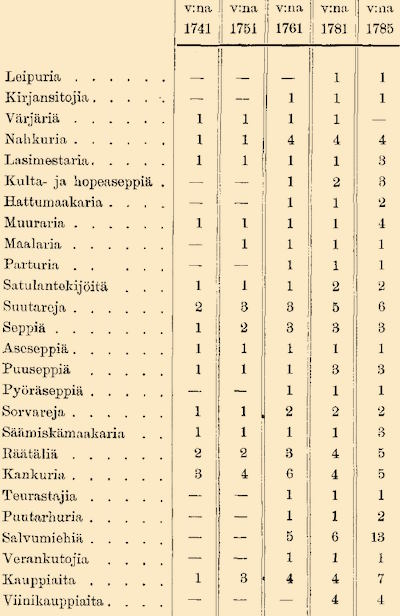 v:na v:na v:na v:na v:na
1741 1751 1761 1781 1785
Leipuria . . . . . . — — — 1 1
Kirjansitojia . . . . . — — 1 1 1
Värjäriä . . . . . 1 1 1 1 —
Nahkuria . . . . . . 1 1 4 4 4
Lasimestaria . . . . . 1 1 1 1 3
Kulta- ja hopeaseppiä . — — 1 2 3
Hattumaakaria . . . . — — 1 1 2
Muuraria . . . . . . 1 1 1 1 4
Maalaria . . . . . . — 1 1 1 1
Parturia . . . . . — — 1 1 1
Satulantekijöitä . . . 1 1 1 2 2
Suutareja . . . . . . 2 3 3 5 6
Seppiä . . . . . . . 1 2 3 3 3
Aseseppiä . . . . . . 1 1 1 1 1
Puuseppiä . . . . . 1 1 1 3 3
Pyöräseppiä . . . . . — — 1 1 1
Sorvareja . . . . . . 1 1 2 2 2
Säämiskämaakaria . . 1 1 1 1 3
Räätäliä . . . . . . 2 2 3 4 5
Kankuria . . . . . . 3 4 6 4 5
Teurastajia . . . . . — — 1 1 1
Puutarhuria . . . . . — — 1 1 2
Salvumiehiä . . . . . — — 5 6 13
Verankutojia . . . . — — 1 1 1
Kauppiaita . . . . . 1 3 4 4 7
Viinikauppiaita . . . . — — — 4 4